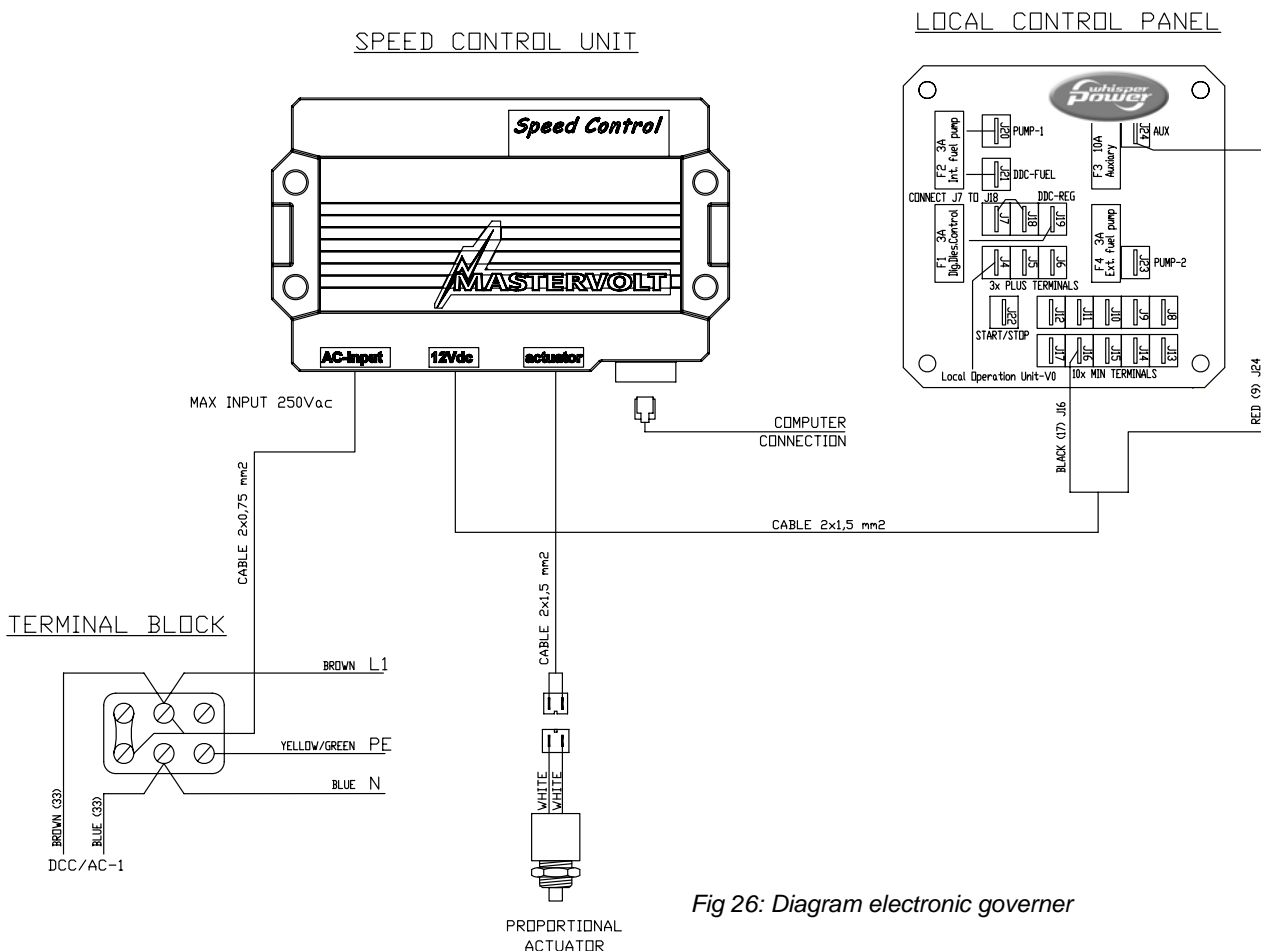 LOCAL CONTROL PANEL
SPEED CONTROL UNIT
whisper
Power
Speed Control
F2 3A
Int. fuel pump
J20
PUMP-1
J21
DDC-FUEL
F3 10A
Auxiary
J24
AUX
CONNECT J7 TO J18
DDC-REG
F1 3A
Dig.Dies.Control
J7
J18
J19
F4 3A
Ext. fuel pump
J23
PUMP-2
J4
J5
J6
3x PLUS TERMINALS
J22
START/STOP
J12
J11
J10
J9
J8
J17
J16
J15
J14
J13
Local Operation Unit-V0
10x MIN TERMINALS
MASTERVOLT
AC-Input
12Vdc
actuator
MAX INPUT 250Vac
COMPUTER
CONNECTION
BLACK (17) J16
RED (9) J24
CABLE 2x0,75 mm2
CABLE 2x1,5 mm2
CABLE 2x1,5 mm2
TERMINAL BLOCK
BROWN L1
YELLOW/GREEN PE
BLUE N
BROWN (33)
BLUE (33)
DCC/AC-1
WHITE
WHITE
PROPORTIONAL
ACTUATOR
Fig 26: Diagram electronic governer